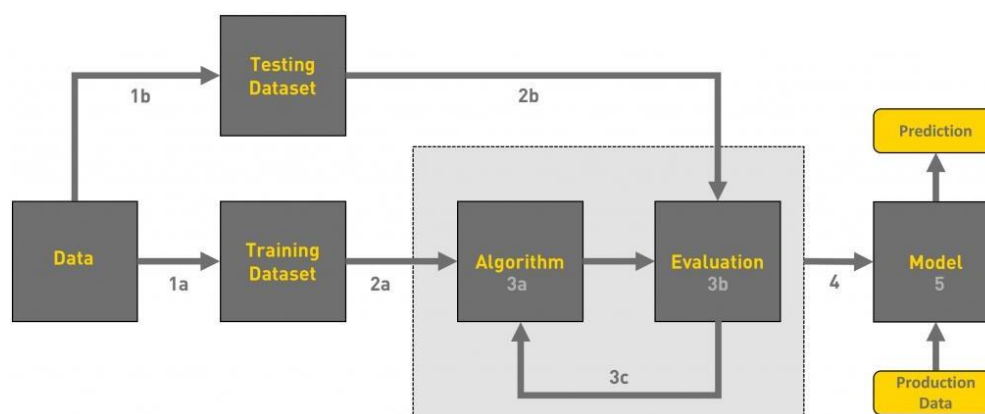 Testing
Dataset
1b
2b
Prediction
Data
Training
Dataset
Algorithm
3a
Evaluation
3b
Model
5
1a
2a
4
3c
Production
Data